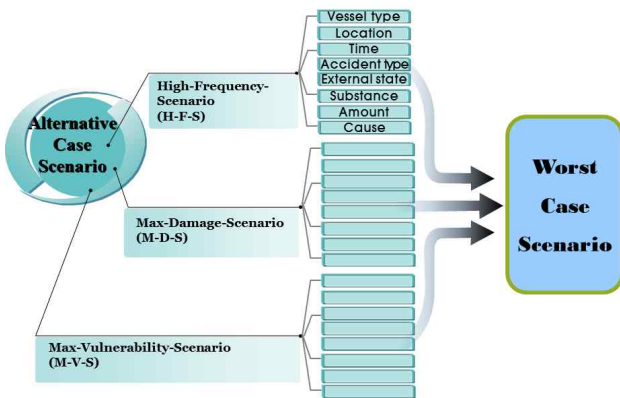 Alternative
Case
Scenario
High-Frequency-
Scenario
(H-F-S)
Vessel type
Location
Time
Accident type
External state
Substance
Amount
Cause
Max-Damage-Scenario
(M-D-S)
Max-Vulnerability-Scenario
(M-V-S)
Worst
Case
Scenario